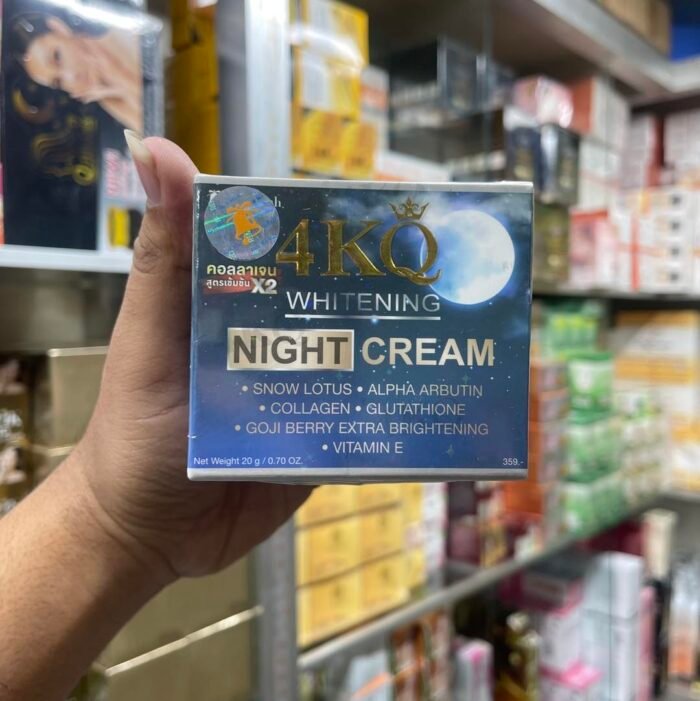 4KQ
คอลลาเจน
สูตรเข้มข้น X2
WHITENING
NIGHT CREAM
• SNOW LOTUS • ALPHA ARBUTIN
• COLLAGEN • GLUTATHIONE
• GOJI BERRY EXTRA BRIGHTENING
• VITAMIN E
Net Weight 20 g / 0.70 OZ.
359.-